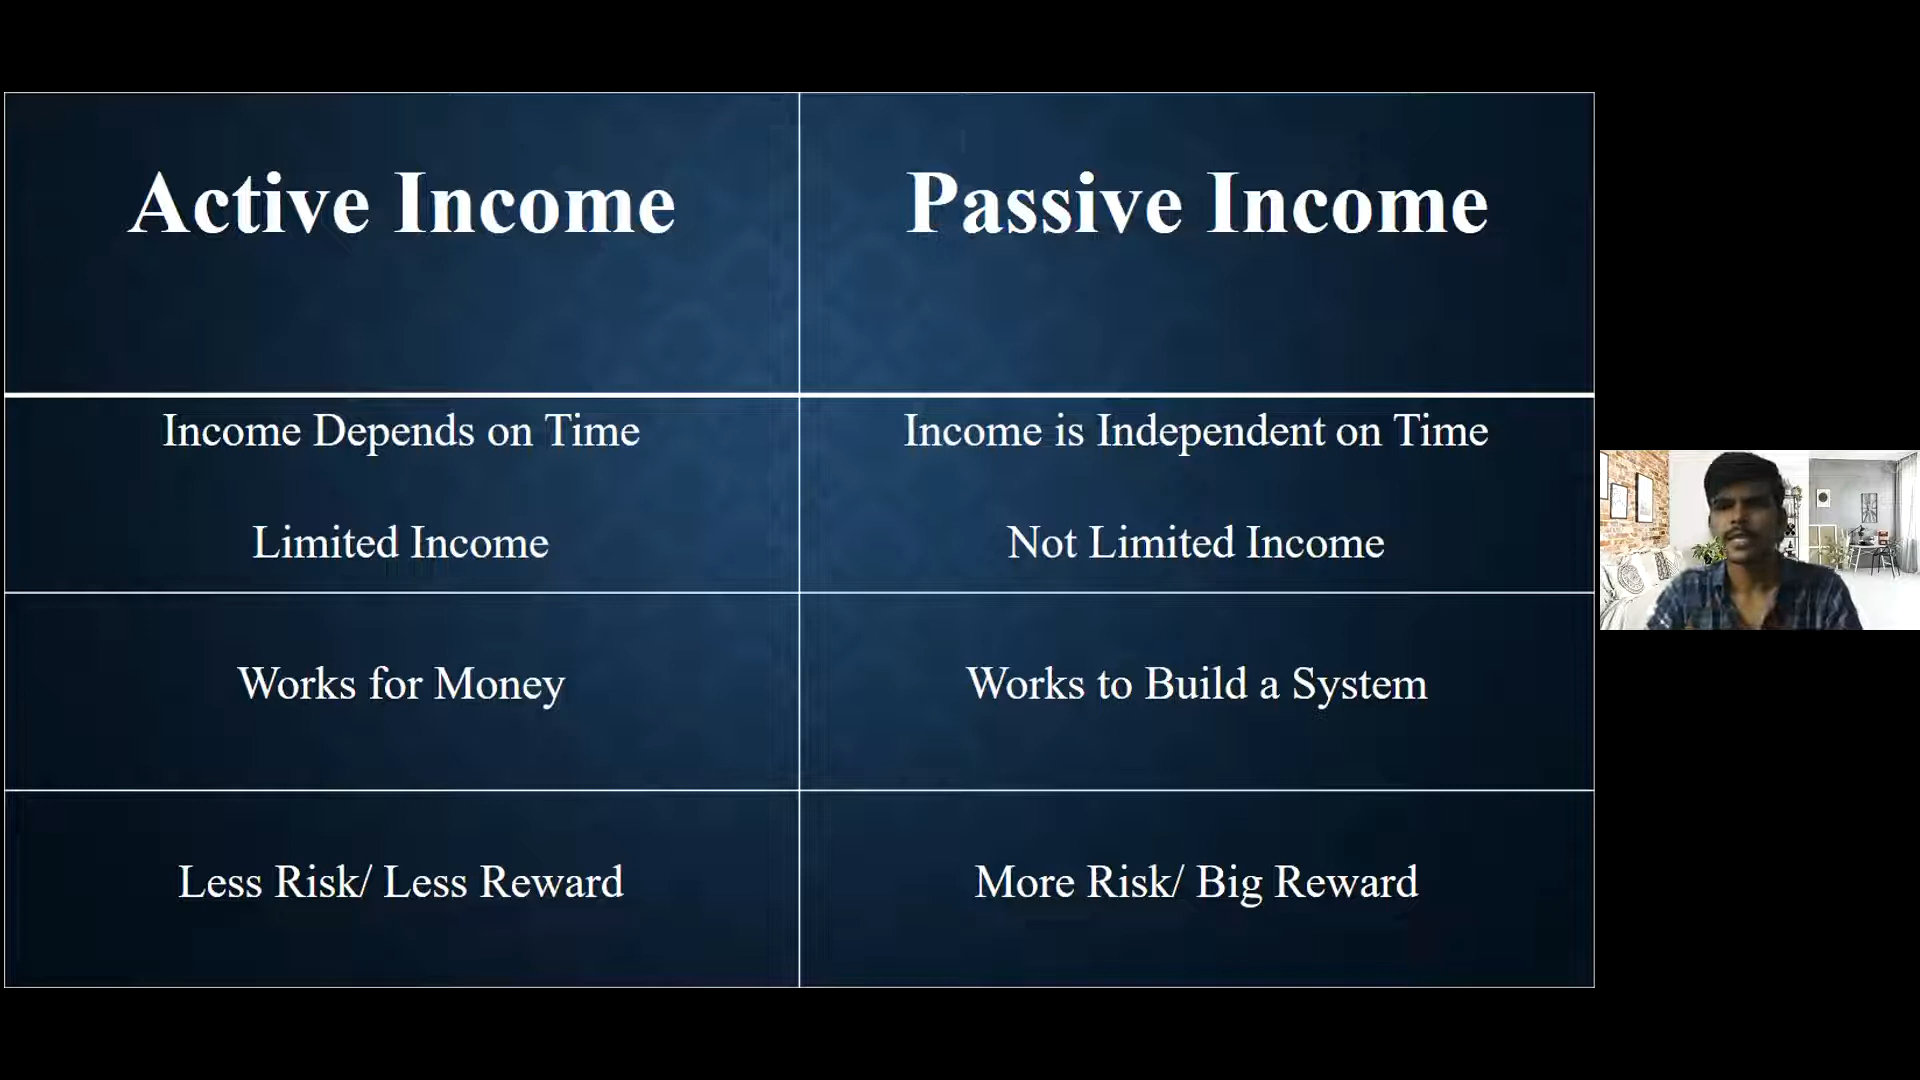 Active Income
Passive Income
Income Depends on Time
Income is Independent on Time
Limited Income
Not Limited Income
Works for Money
Works to Build a System
Less Risk/ Less Reward
More Risk/ Big Reward